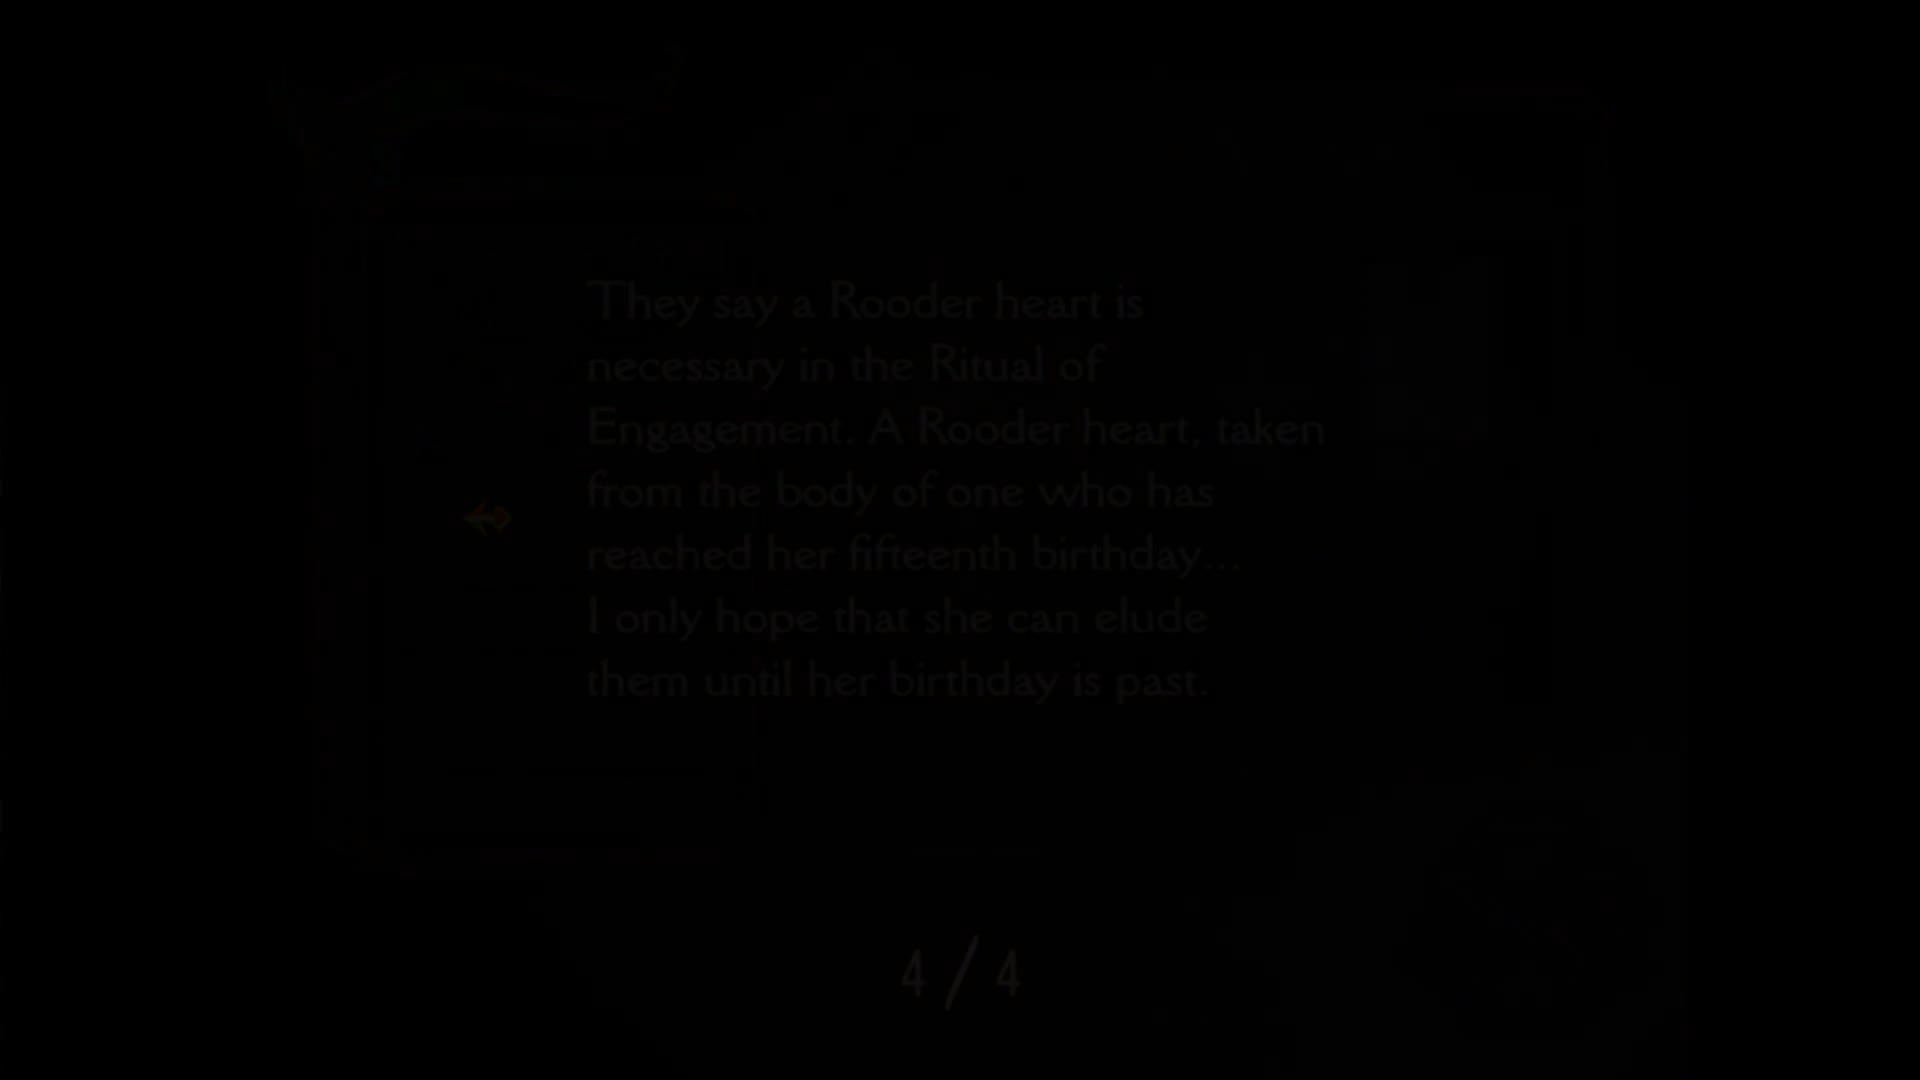 They say a Rooder heart is
necessary in the Ritual of
Engagement. A Rooder heart, taken
from the body of one who has
reached her fifteenth birthday...
I only hope that she can elude
them until her birthday is past.
4/4